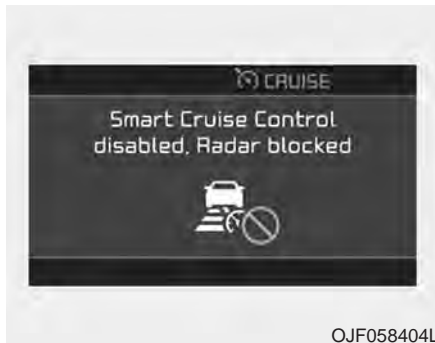 CRUISE
Smart Cruise Control
disabled, Radar blocked
OJF058404L